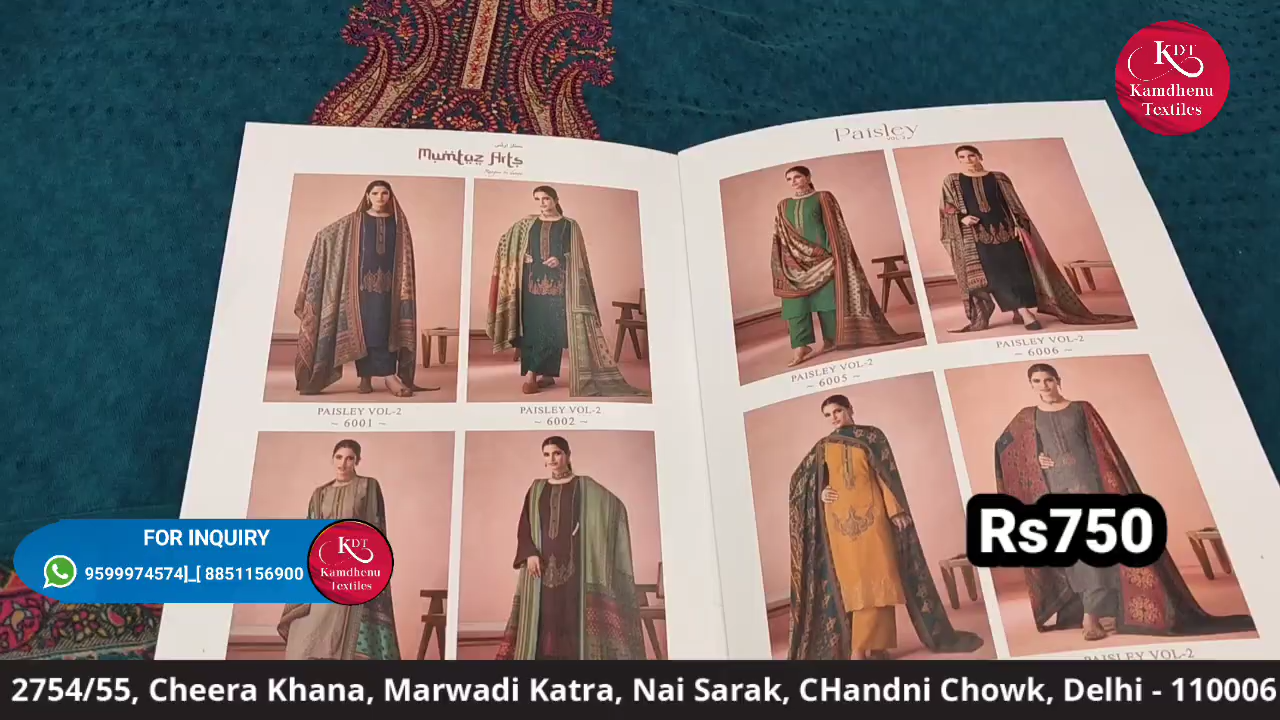 KDT
Kamdhenu
Textiles
Mumtaz Arts
Paisley
PAISLEY VOL-2
~ 6001 ~
PAISLEY VOL-2
~ 6002 ~
PAISLEY VOL-2
~ 6005 ~
PAISLEY VOL-2
~ 6006 ~
Rs750
FOR INQUIRY
9599974574]_[ 8851156900
KDT
Kamdhenu
Textiles
PAISLEY VOL-2
2754/55, Cheera Khana, Marwadi Katra, Nai Sarak, CHandni Chowk, Delhi - 110006